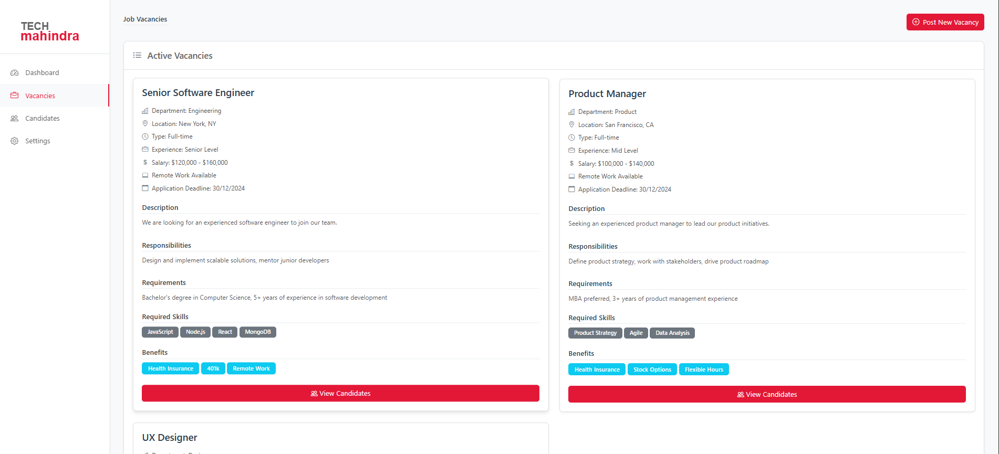 TECH
mahindra
Dashboard
Vacancies
Candidates
Settings
Job Vacancies
Post New Vacancy
Active Vacancies
Senior Software Engineer
Department: Engineering
Location: New York, NY
Type: Full-time
Experience: Senior Level
$ Salary: $120,000 - $160,000
Remote Work Available
Application Deadline: 30/12/2024
Description
We are looking for an experienced software engineer to join our team.
Responsibilities
Design and implement scalable solutions, mentor junior developers
Requirements
Bachelor's degree in Computer Science, 5+ years of experience in software development
Required Skills
JavaScript Node.js React MongoDB
Benefits
Health Insurance 401k Remote Work
View Candidates
Product Manager
Department: Product
Location: San Francisco, CA
Type: Full-time
Experience: Mid Level
$ Salary: $100,000 - $140,000
Remote Work Available
Application Deadline: 30/12/2024
Description
Seeking an experienced product manager to lead our product initiatives.
Responsibilities
Define product strategy, work with stakeholders, drive product roadmap
Requirements
MBA preferred, 3+ years of product management experience
Required Skills
Product Strategy Agile Data Analysis
Benefits
Health Insurance Stock Options Flexible Hours
View Candidates
UX Designer